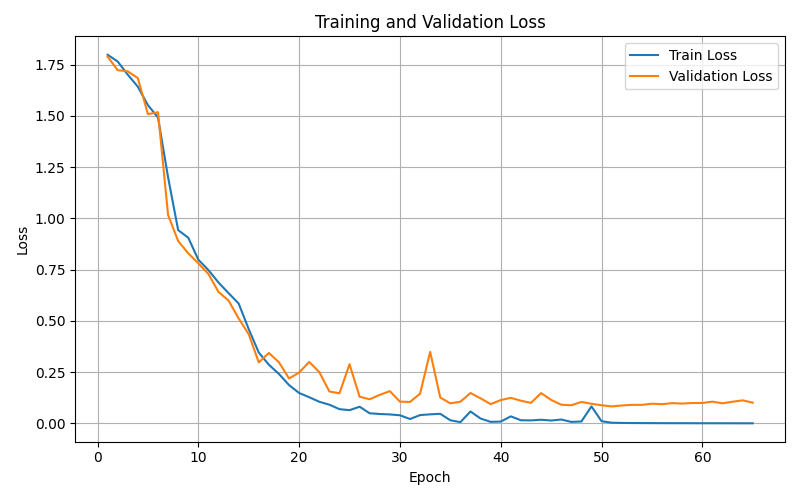 Training and Validation Loss
Train Loss
Validation Loss
1.75
1.50
1.25
1.00
0.75
0.50
0.25
0.00
Loss
0 10 20 30 40 50 60
Epoch